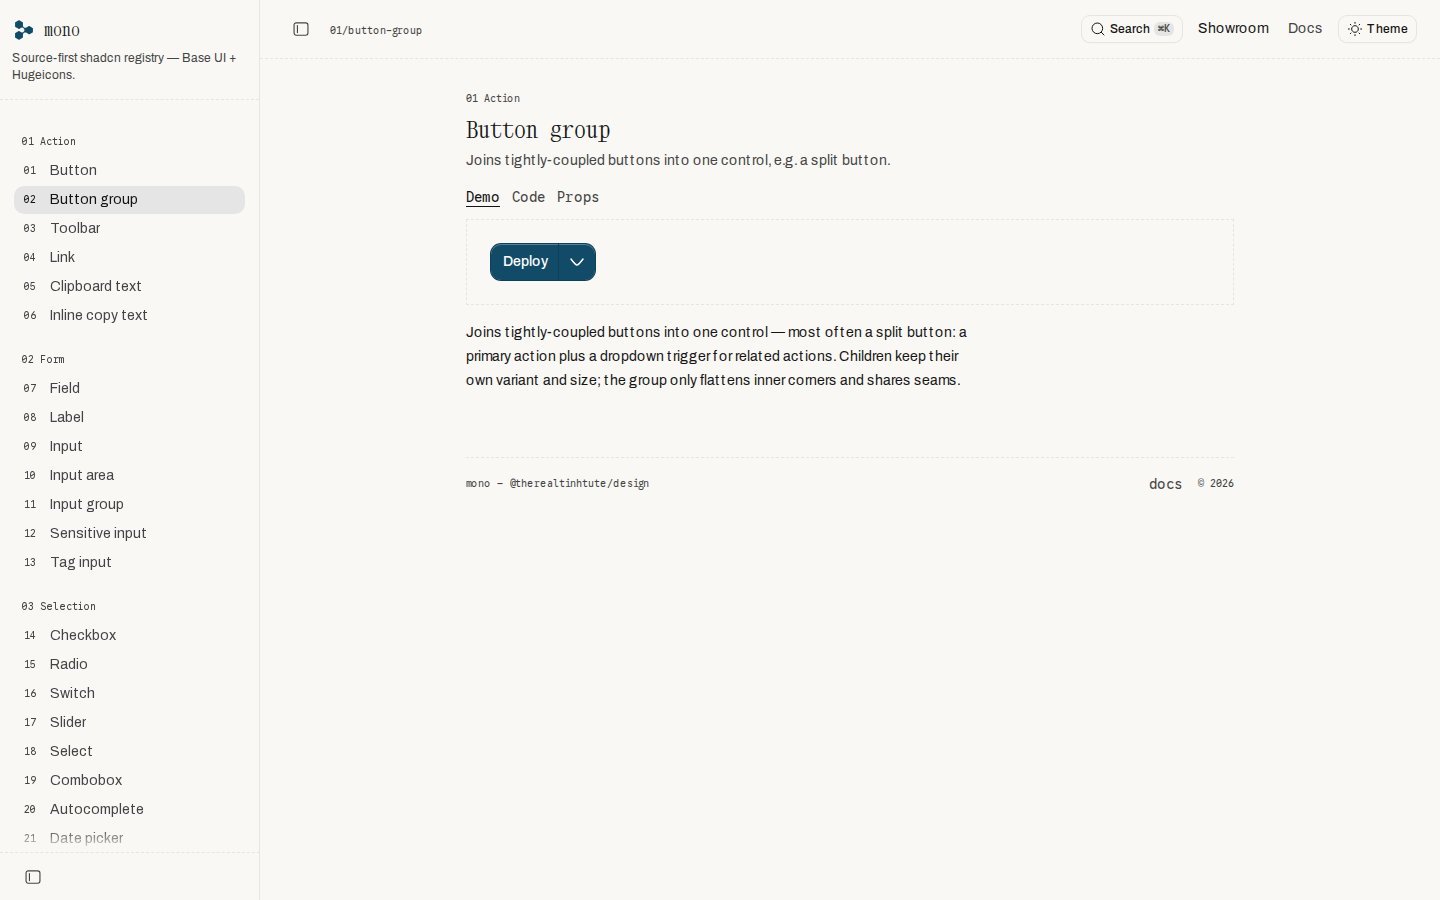 mono
Source-first shadcn registry — Base UI +
Hugeicons.
01 Action
01 Button
02 Button group
03 Toolbar
04 Link
05 Clipboard text
06 Inline copy text
02 Form
07 Field
08 Label
09 Input
10 Input area
11 Input group
12 Sensitive input
13 Tag input
03 Selection
14 Checkbox
15 Radio
16 Switch
17 Slider
18 Select
19 Combobox
20 Autocomplete
21 Date picker
01/button-group
Search ⌘K
Showroom
Docs
Theme
01 Action
Button group
Joins tightly-coupled buttons into one control, e.g. a split button.
Demo Code Props
Deploy
Joins tightly-coupled buttons into one control — most often a split button: a
primary action plus a dropdown trigger for related actions. Children keep their
own variant and size; the group only flattens inner corners and shares seams.
mono — @therealtinhtute/design
docs © 2026